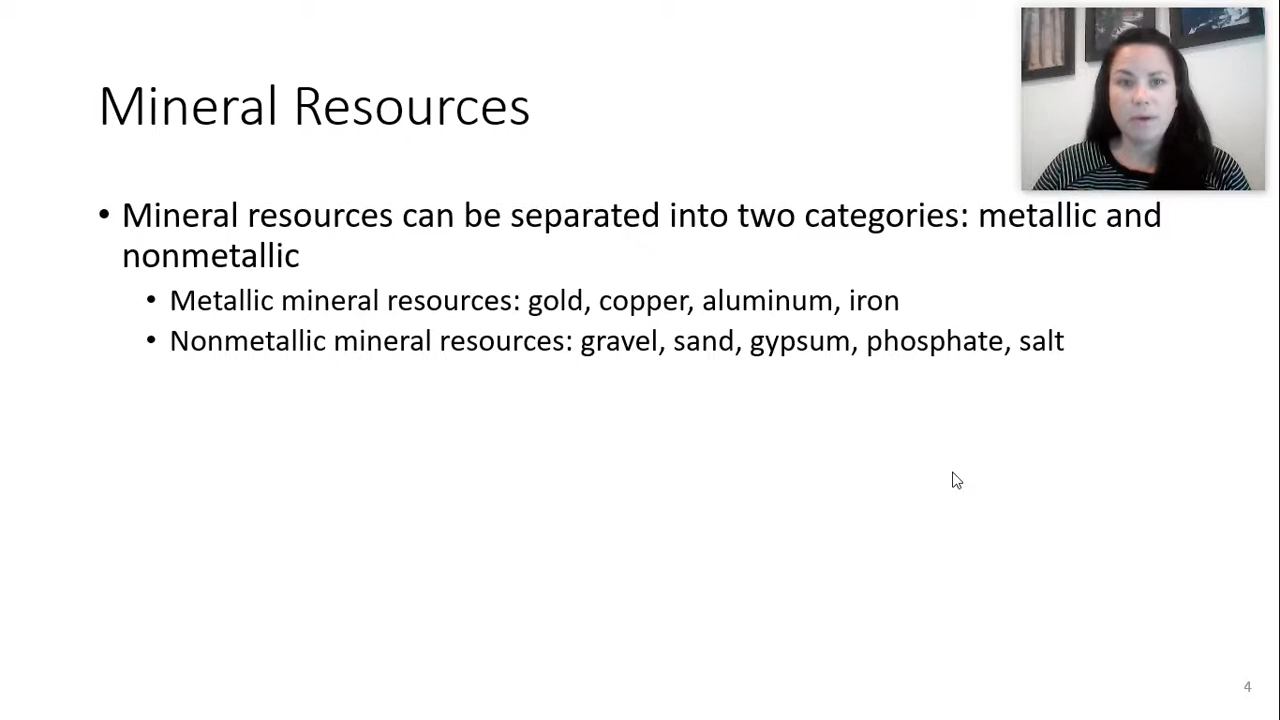 Mineral Resources
• Mineral resources can be separated into two categories: metallic and
nonmetallic
• Metallic mineral resources: gold, copper, aluminum, iron
• Nonmetallic mineral resources: gravel, sand, gypsum, phosphate, salt
4